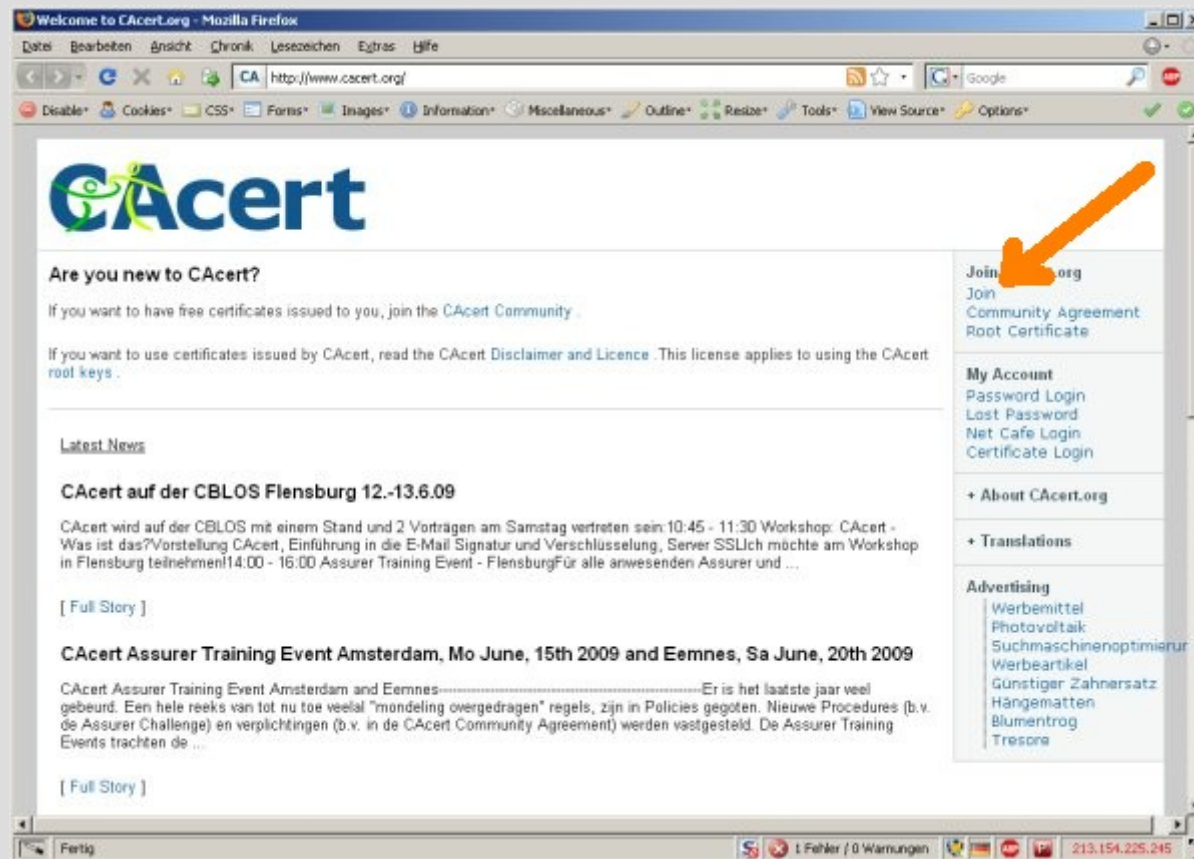 Welcome to CAcert.org - Mozilla Firefox
Datei Bearbeiten Ansicht Chronik Lesezeichen Extras Hilfe
CA http://www.cacert.org/ Google ABP
Disable CookieS CSS Forms Images Information Miscellaneous Outline Resize Tools View Source Options
CAcert
Are you new to CAcert?
If you want to have free certificates issued to you, join the CAcert Community .
If you want to use certificates issued by CAcert, read the CAcert Disclaimer and Licence .This license applies to using the CAcert
root keys .
Latest News
CAcert auf der CBLOS Flensburg 12.-13.6.09
CAcert wird auf der CBLOS mit einem Stand und 2 Vorträgen am Samstag vertreten sein:10:45 - 11:30 Workshop: CAcert -
Was ist das?Vorstellung CAcert, Einführung in die E-Mail Signatur und Verschlüsselung, Server SSLIch möchte am Workshop
in Flensburg teilnehmen!14:00 - 16:00 Assurer Training Event - FlensburgFür alle anwesenden Assurer und ...
[ Full Story ]
CAcert Assurer Training Event Amsterdam, Mo June, 15th 2009 and Eemnes, Sa June, 20th 2009
CAcert Assurer Training Event Amsterdam and Eemnes-----------------------------------------------------Er is het laatste jaar veel
gebeurd. Een hele reeks van tot nu toe veelal "mondeling overgedragen" regels, zijn in Policies gegoten. Nieuwe Procedures (b.v.
de Assurer Challenge) en verplichtingen (b.v. in de CAcert Community Agreement) werden vastgesteld. De Assurer Training
Events trachten de ...
[ Full Story ]
Join .org
Join
Community Agreement
Root Certificate
My Account
Password Login
Lost Password
Net Cafe Login
Certificate Login
+ About CAcert.org
+ Translations
Advertising
Werbemittel
Photovoltaik
Suchmaschinenoptimierur
Werbeartikel
Günstiger Zahnersatz
Hängematten
Blumentrog
Tresore
Fertig
1 Fehler / 0 Warnungen ABP 213.154.225.245